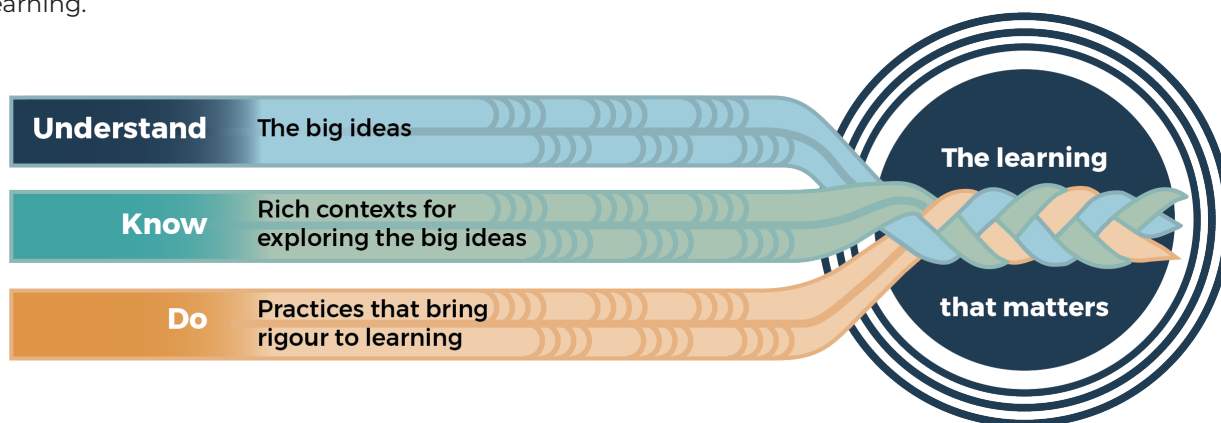 earning.
Understand
The big ideas
Know
Rich contexts for
exploring the big ideas
Do
Practices that bring
rigour to learning
The learning
that matters